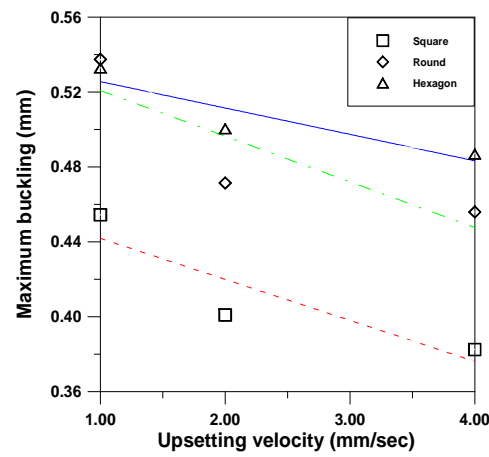 0.56
0.52
0.48
0.44
0.40
0.36
Maximum buckling (mm)
Square
Round
Hexagon
1.00 2.00 3.00 4.00
Upsetting velocity (mm/sec)